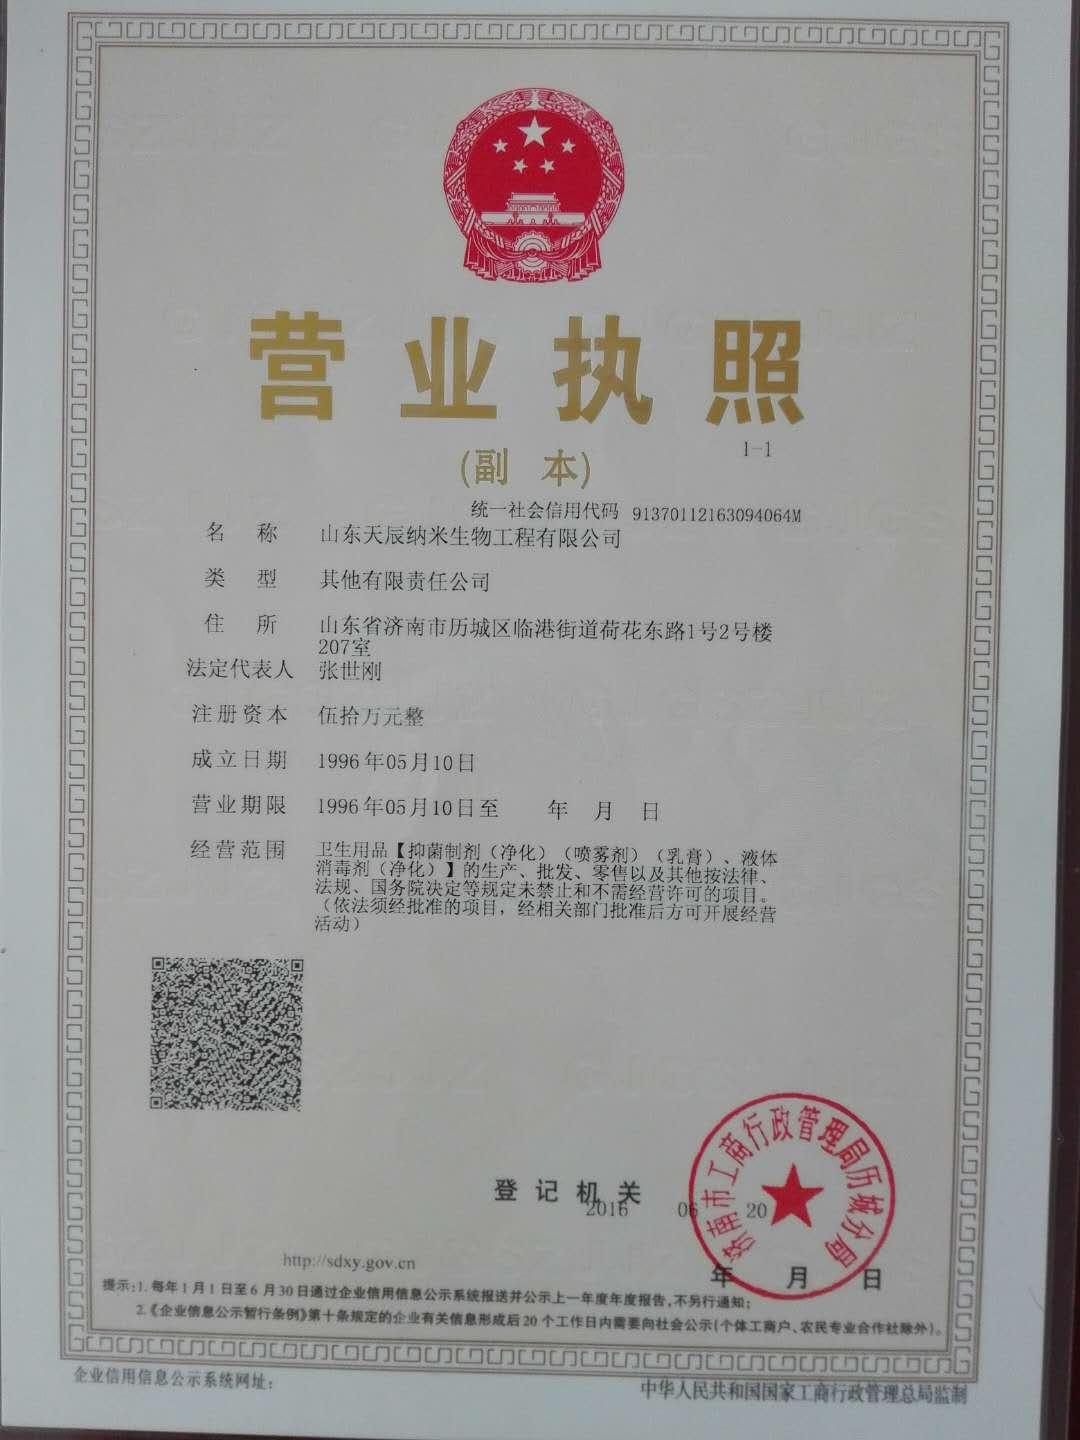 营业执照
1-1
(副 本)
统一社会信用代码 91370112163094064M
名称 山东天辰纳米生物工程有限公司
类型 其他有限责任公司
住所 山东省济南市历城区临港街道荷花东路1号2号楼
207室
法定代表人 张世刚
注册资本 伍拾万元整
成立日期 1996年05月10日
营业期限 1996年05月10日至 年 月 日
经营范围 卫生用品【抑菌制剂（净化）（喷雾剂）（乳膏）、液体
消毒剂（净化）】的生产、批发、零售以及其他按法律、
法规、国务院决定等规定未禁止和不需经营许可的项目。
（依法须经批准的项目，经相关部门批准后方可开展经营
活动）
济南市工商行政管理局历城分局
登记机关
2016 06 20
年 月 日
http://sdxy.gov.cn
提示:1.每年1月1日至6月30日通过企业信用信息公示系统报送并公示上一年度年度报告,不另行通知;
2.《企业信息公示暂行条例》第十条规定的企业有关信息形成后20个工作日内需要向社会公示(个体工商户、农民专业合作社除外)。
企业信用信息公示系统网址:
中华人民共和国国家工商行政管理总局监制